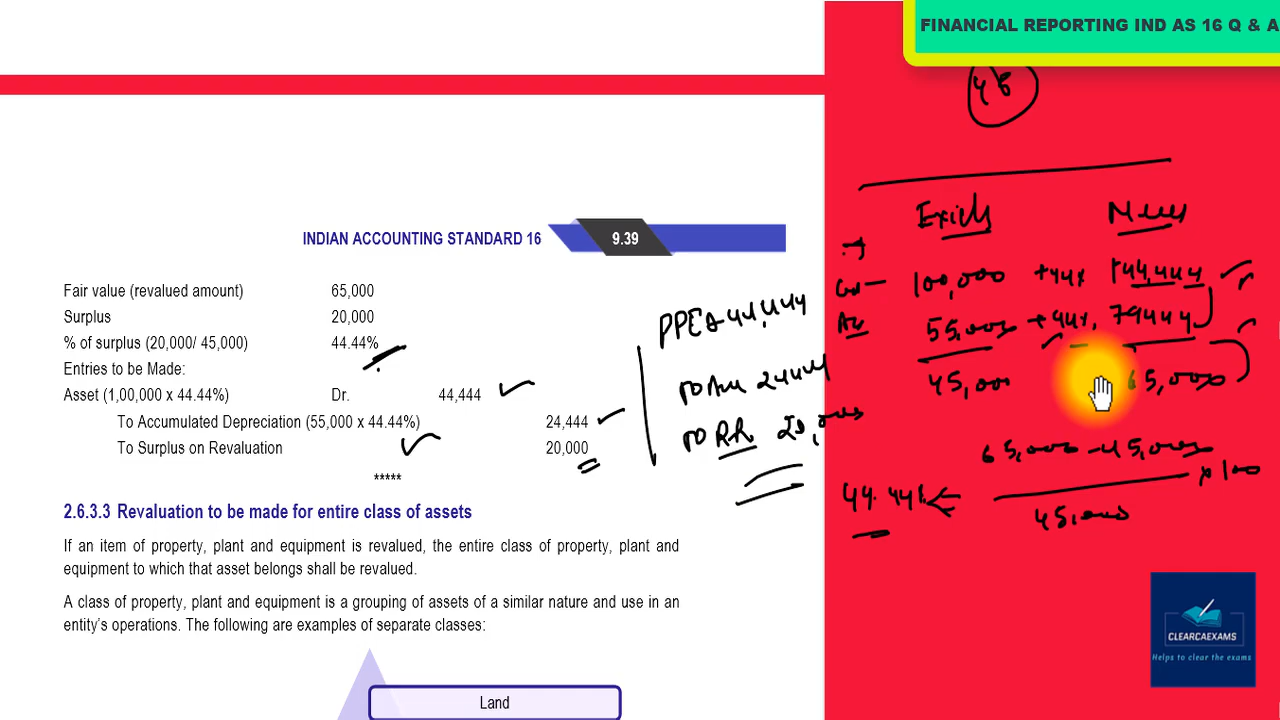 FINANCIAL REPORTING IND AS 16 Q & A
48
INDIAN ACCOUNTING STANDARD 16 9.39
Fair value (revalued amount) 65,000
Surplus 20,000
% of surplus (20,000/ 45,000) 44.44%
Entries to be Made:
Asset (1,00,000 x 44.44%) Dr. 44,444
To Accumulated Depreciation (55,000 x 44.44%) 24,444
To Surplus on Revaluation 20,000
*****
2.6.3.3 Revaluation to be made for entire class of assets
If an item of property, plant and equipment is revalued, the entire class of property, plant and
equipment to which that asset belongs shall be revalued.
A class of property, plant and equipment is a grouping of assets of a similar nature and use in an
entity's operations. The following are examples of separate classes:
Land
PPE 44,444
To 24444
To RR 20,000
100,000 +44% 144,444
55,000 +44% 79444
45,000 65,000
65,000 - 45,000
x 100
45,000
44.44%
CLEARCAEXAMS
Helps to clear the exams